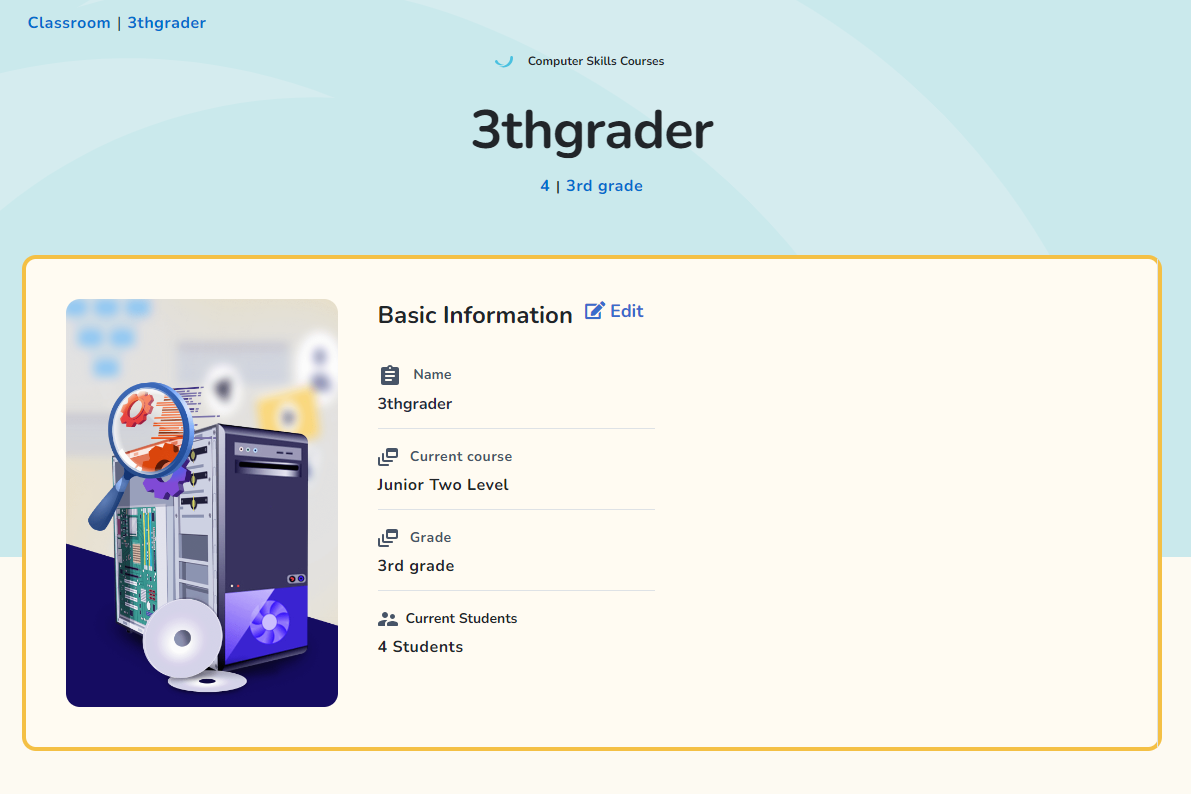 Classroom | 3thgrader
Computer Skills Courses
3thgrader
4 | 3rd grade
Basic Information Edit
Name
3thgrader
Current course
Junior Two Level
Grade
3rd grade
Current Students
4 Students